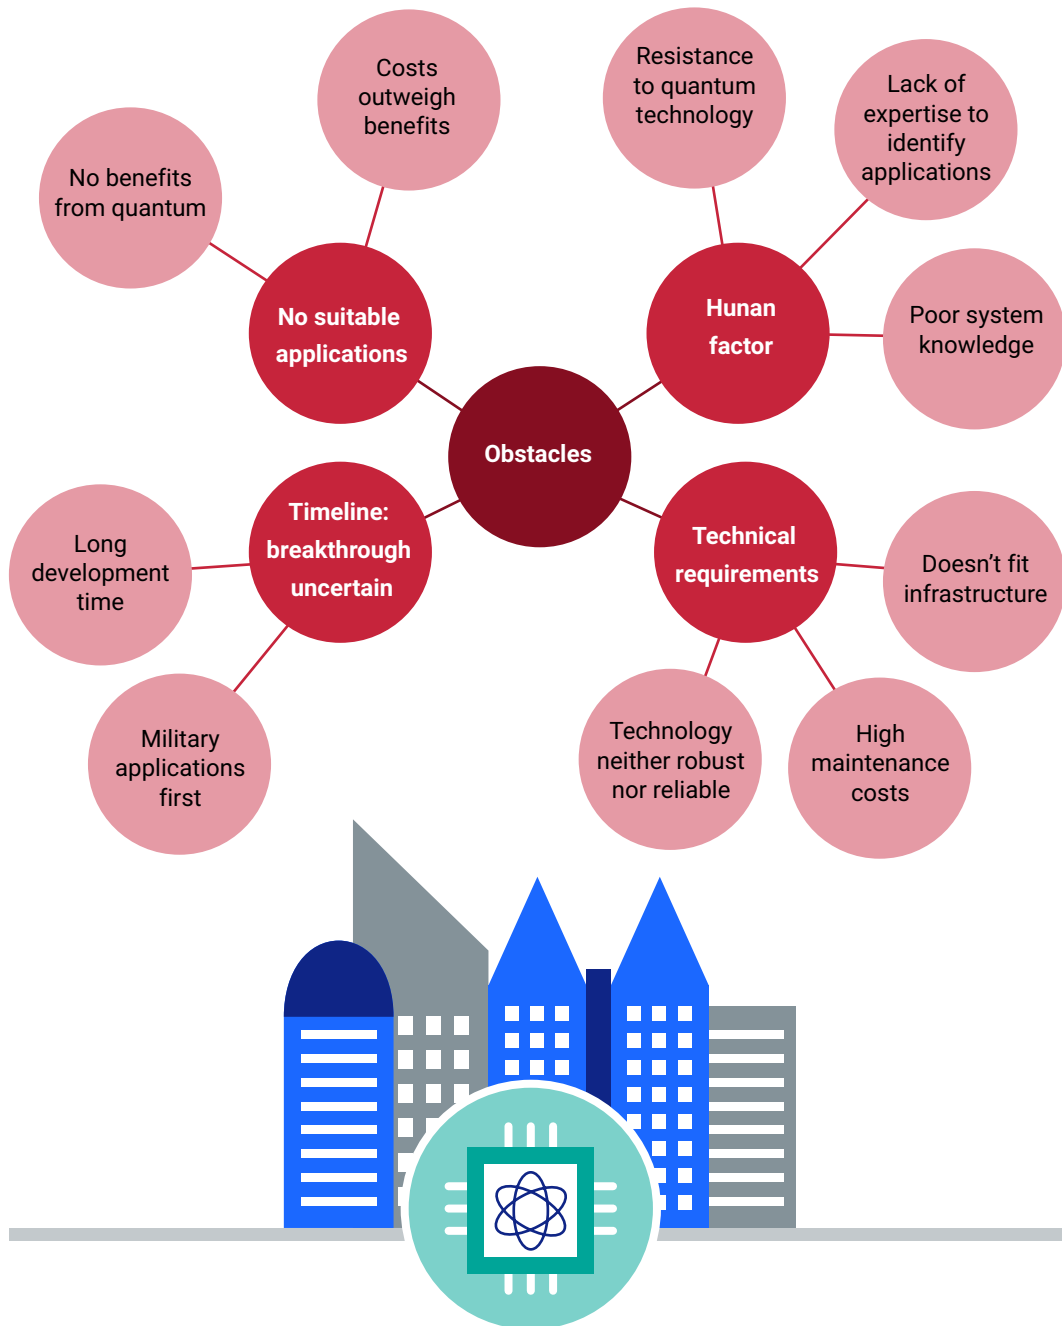 Costs
outweigh
benefits
No benefits
from quantum
No suitable
applications
Resistance
to quantum
technology
Lack of
expertise to
identify
applications
Hunan
factor
Poor system
knowledge
Obstacles
Timeline:
breakthrough
uncertain
Long
development
time
Military
applications
first
Technical
requirements
Doesn’t fit
infrastructure
Technology
neither robust
nor reliable
High
maintenance
costs